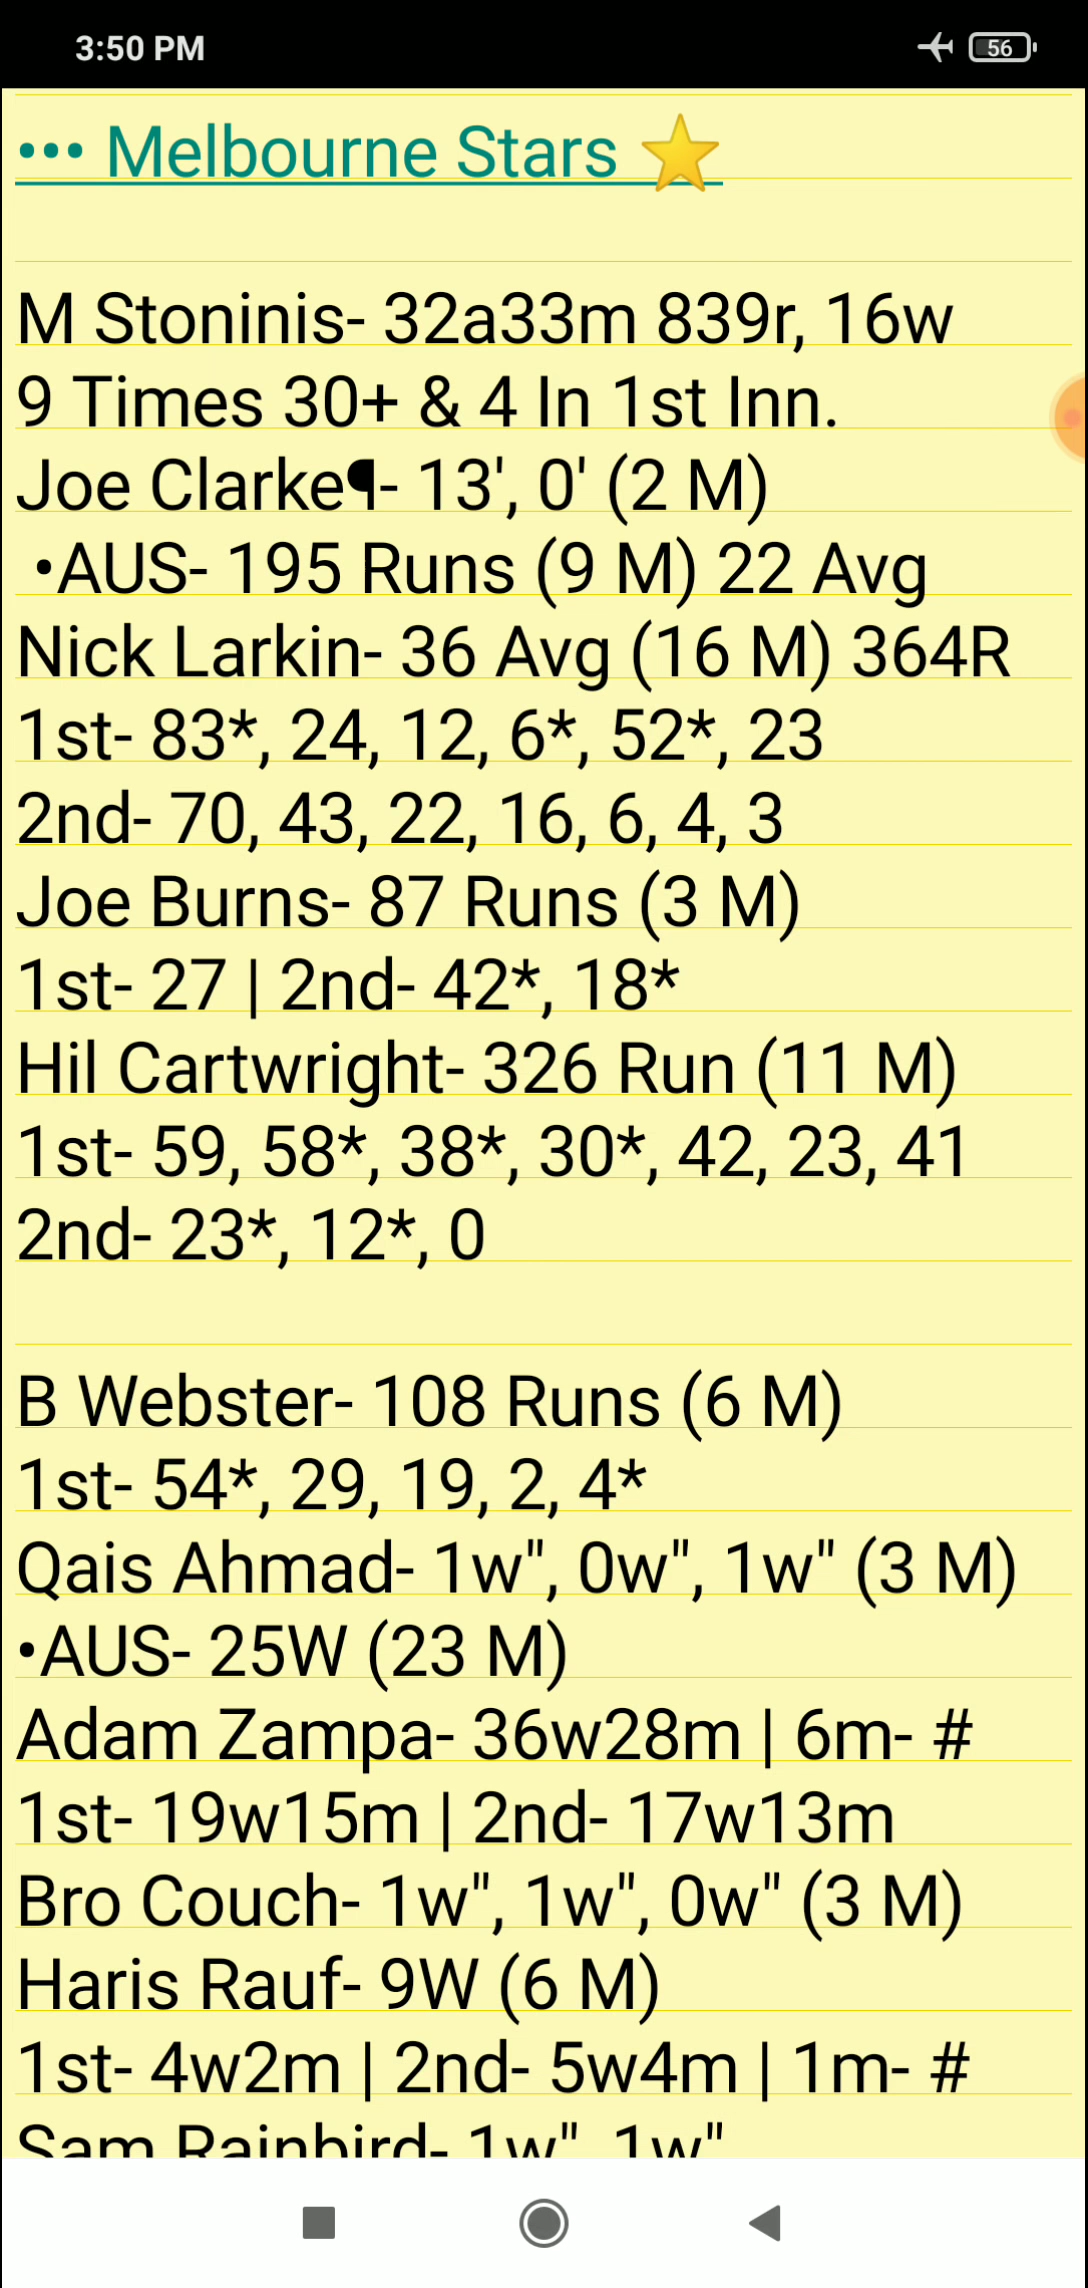 3:50 PM
56
••• Melbourne Stars ⭐
M Stoninis- 32a33m 839r, 16w
9 Times 30+ & 4 In 1st Inn.
Joe Clarke¶- 13', 0' (2 M)
•AUS- 195 Runs (9 M) 22 Avg
Nick Larkin- 36 Avg (16 M) 364R
1st- 83*, 24, 12, 6*, 52*, 23
2nd- 70, 43, 22, 16, 6, 4, 3
Joe Burns- 87 Runs (3 M)
1st- 27 | 2nd- 42*, 18*
Hil Cartwright- 326 Run (11 M)
1st- 59, 58*, 38*, 30*, 42, 23, 41
2nd- 23*, 12*, 0
B Webster- 108 Runs (6 M)
1st- 54*, 29, 19, 2, 4*
Qais Ahmad- 1w", 0w", 1w" (3 M)
•AUS- 25W (23 M)
Adam Zampa- 36w28m | 6m- #
1st- 19w15m | 2nd- 17w13m
Bro Couch- 1w", 1w", 0w" (3 M)
Haris Rauf- 9W (6 M)
1st- 4w2m | 2nd- 5w4m | 1m- #
Sam Rainbird- 1w", 1w"